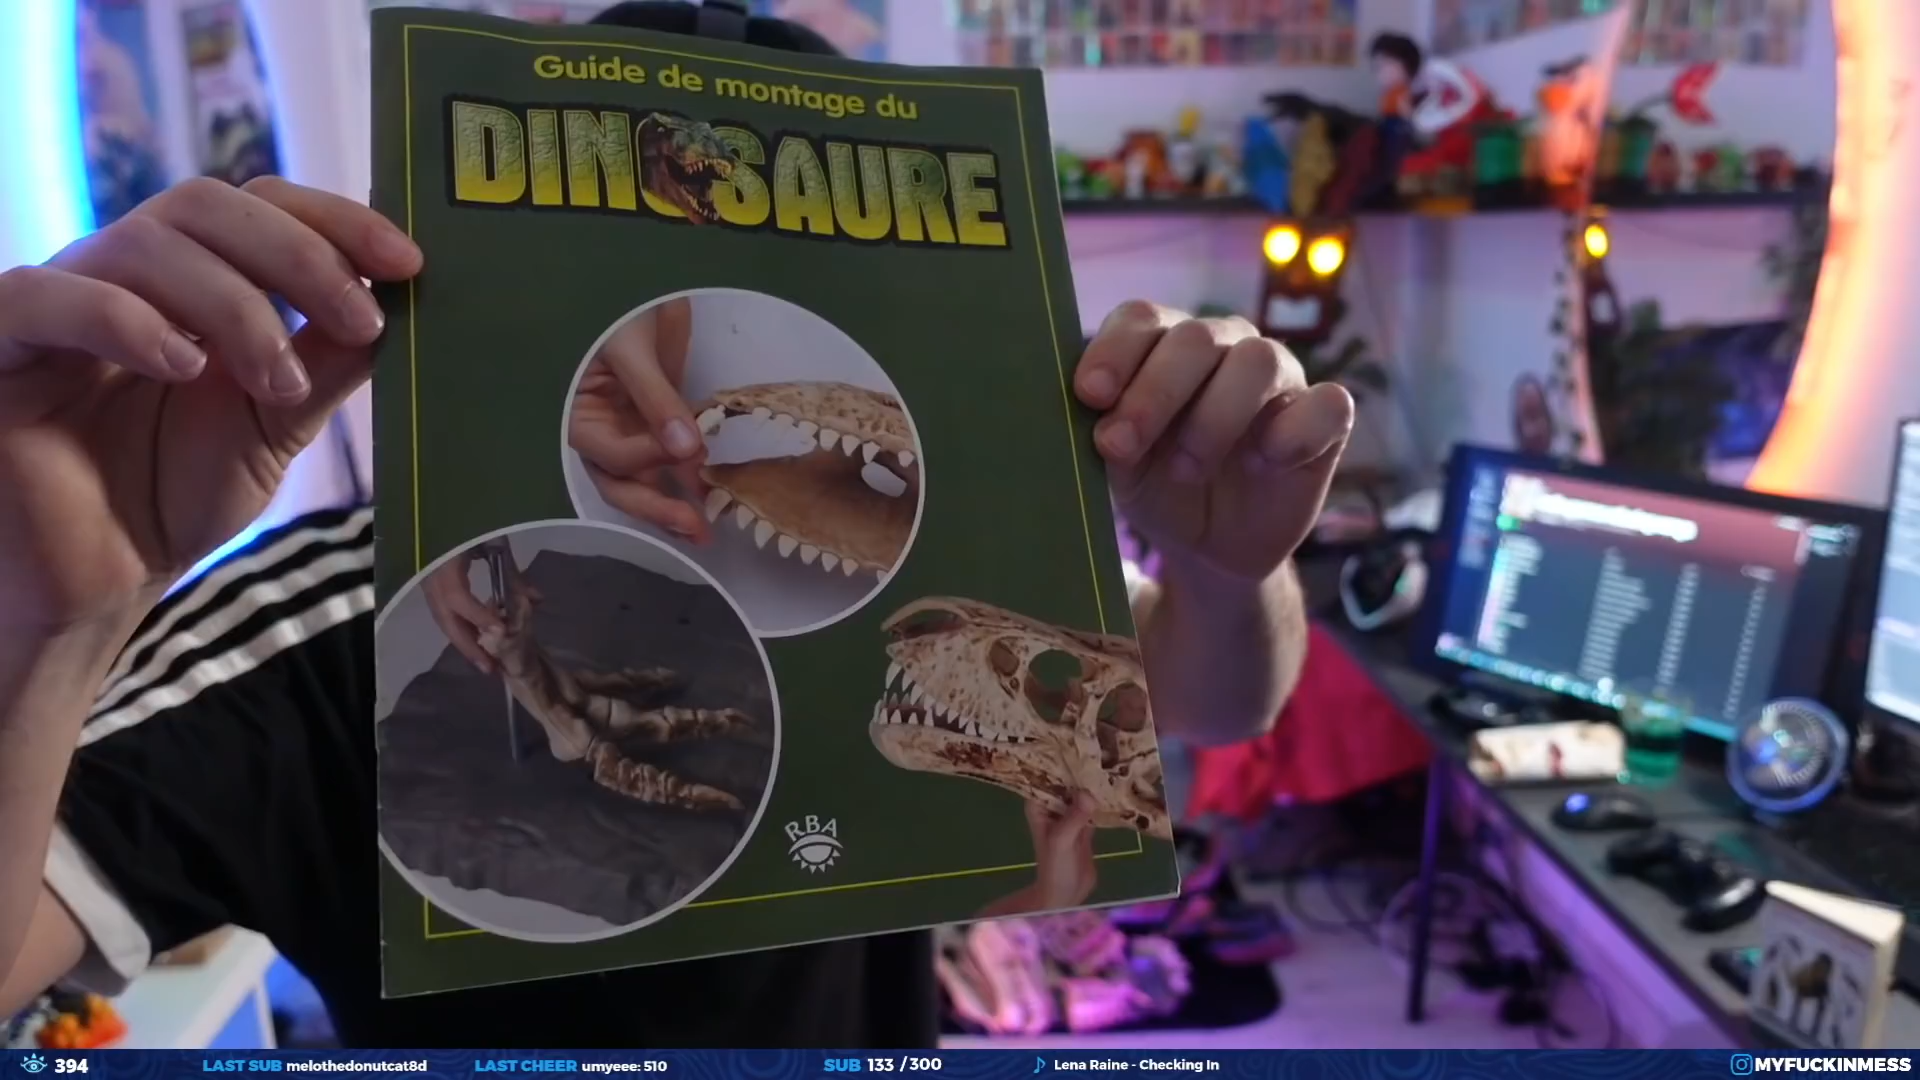 Guide de montage du
DINOSAURE
RBA
394
LAST SUB melothedonutcat8d
LAST CHEER umyeee: 510
SUB 133 /300
Lena Raine - Checking In
MYFUCKINMESS